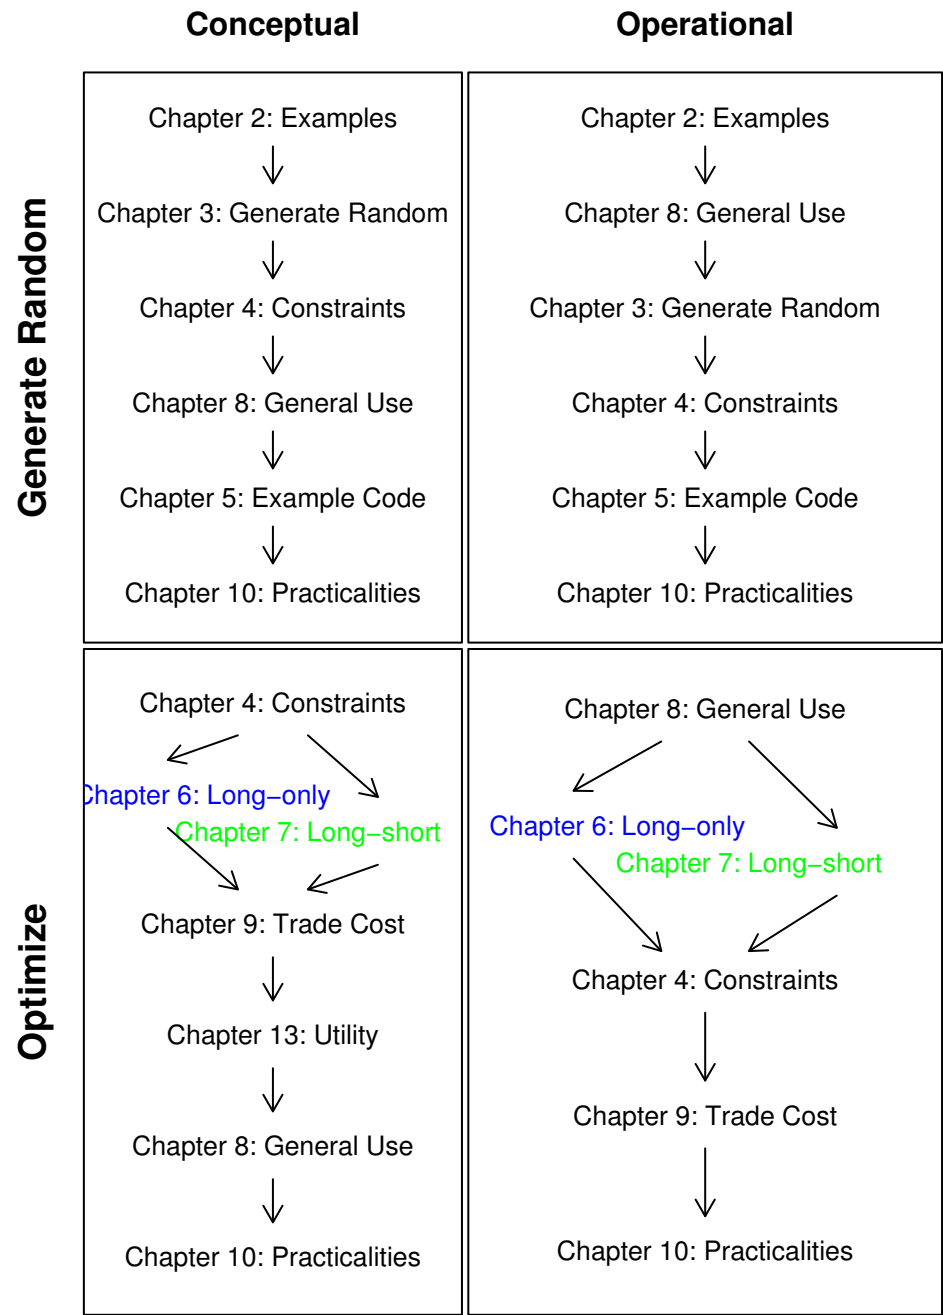 Conceptual
Operational
Generate Random
Chapter 2: Examples
Chapter 3: Generate Random
Chapter 4: Constraints
Chapter 8: General Use
Chapter 5: Example Code
Chapter 10: Practicalities
Chapter 2: Examples
Chapter 8: General Use
Chapter 3: Generate Random
Chapter 4: Constraints
Chapter 5: Example Code
Chapter 10: Practicalities
Optimize
Chapter 4: Constraints
Chapter 6: Long−only
Chapter 7: Long−short
Chapter 9: Trade Cost
Chapter 13: Utility
Chapter 8: General Use
Chapter 10: Practicalities
Chapter 8: General Use
Chapter 6: Long−only
Chapter 7: Long−short
Chapter 4: Constraints
Chapter 9: Trade Cost
Chapter 10: Practicalities